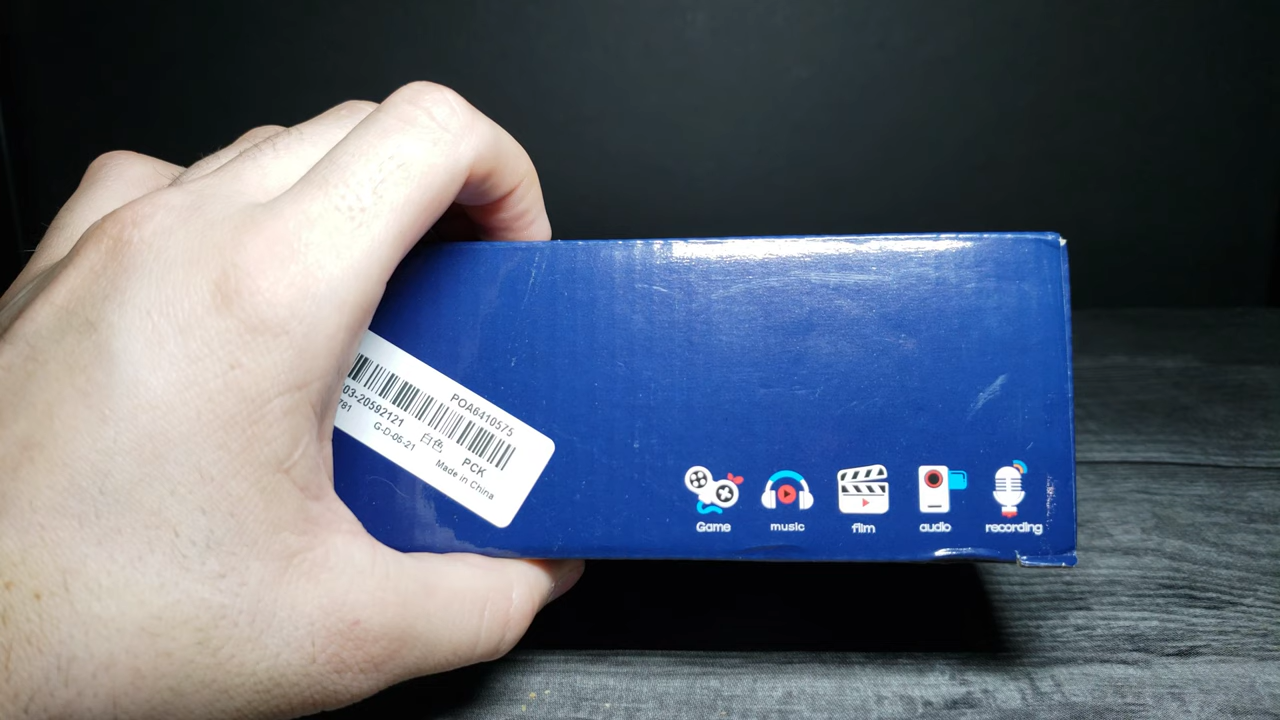 POA6410575
03-20592121
781
G-D-05-21 白色 PCK
Made in China
Game music film audio recording